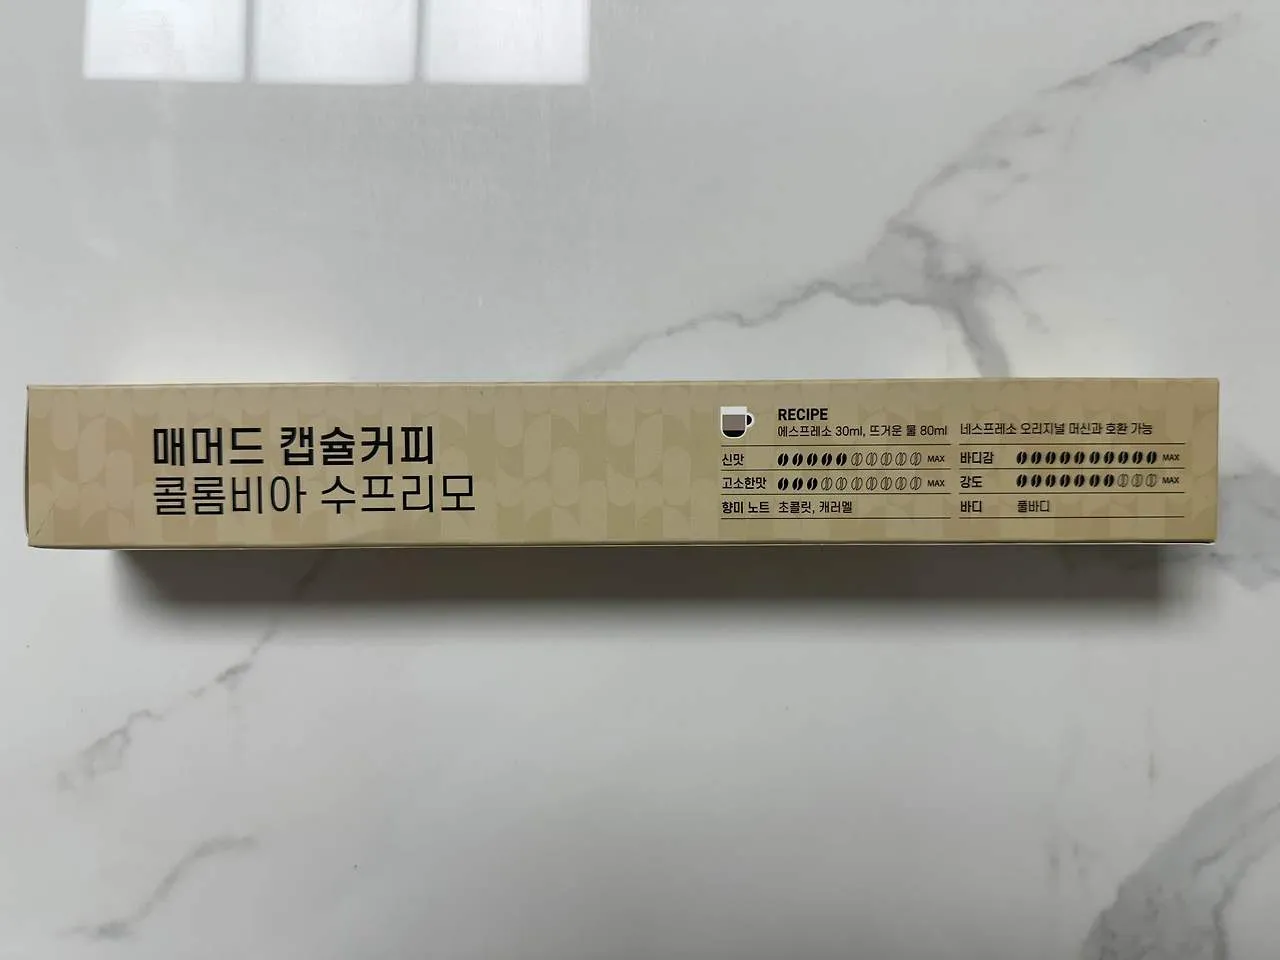 매머드 캡슐커피
콜롬비아 수프리모
RECIPE
에스프레소 30ml, 뜨거운 물 80ml
신맛 MAX
고소한맛 MAX
향미 노트 초콜릿, 캐러멜
네스프레소 오리지널 머신과 호환 가능
바디감 MAX
강도 MAX
바디 풀바디